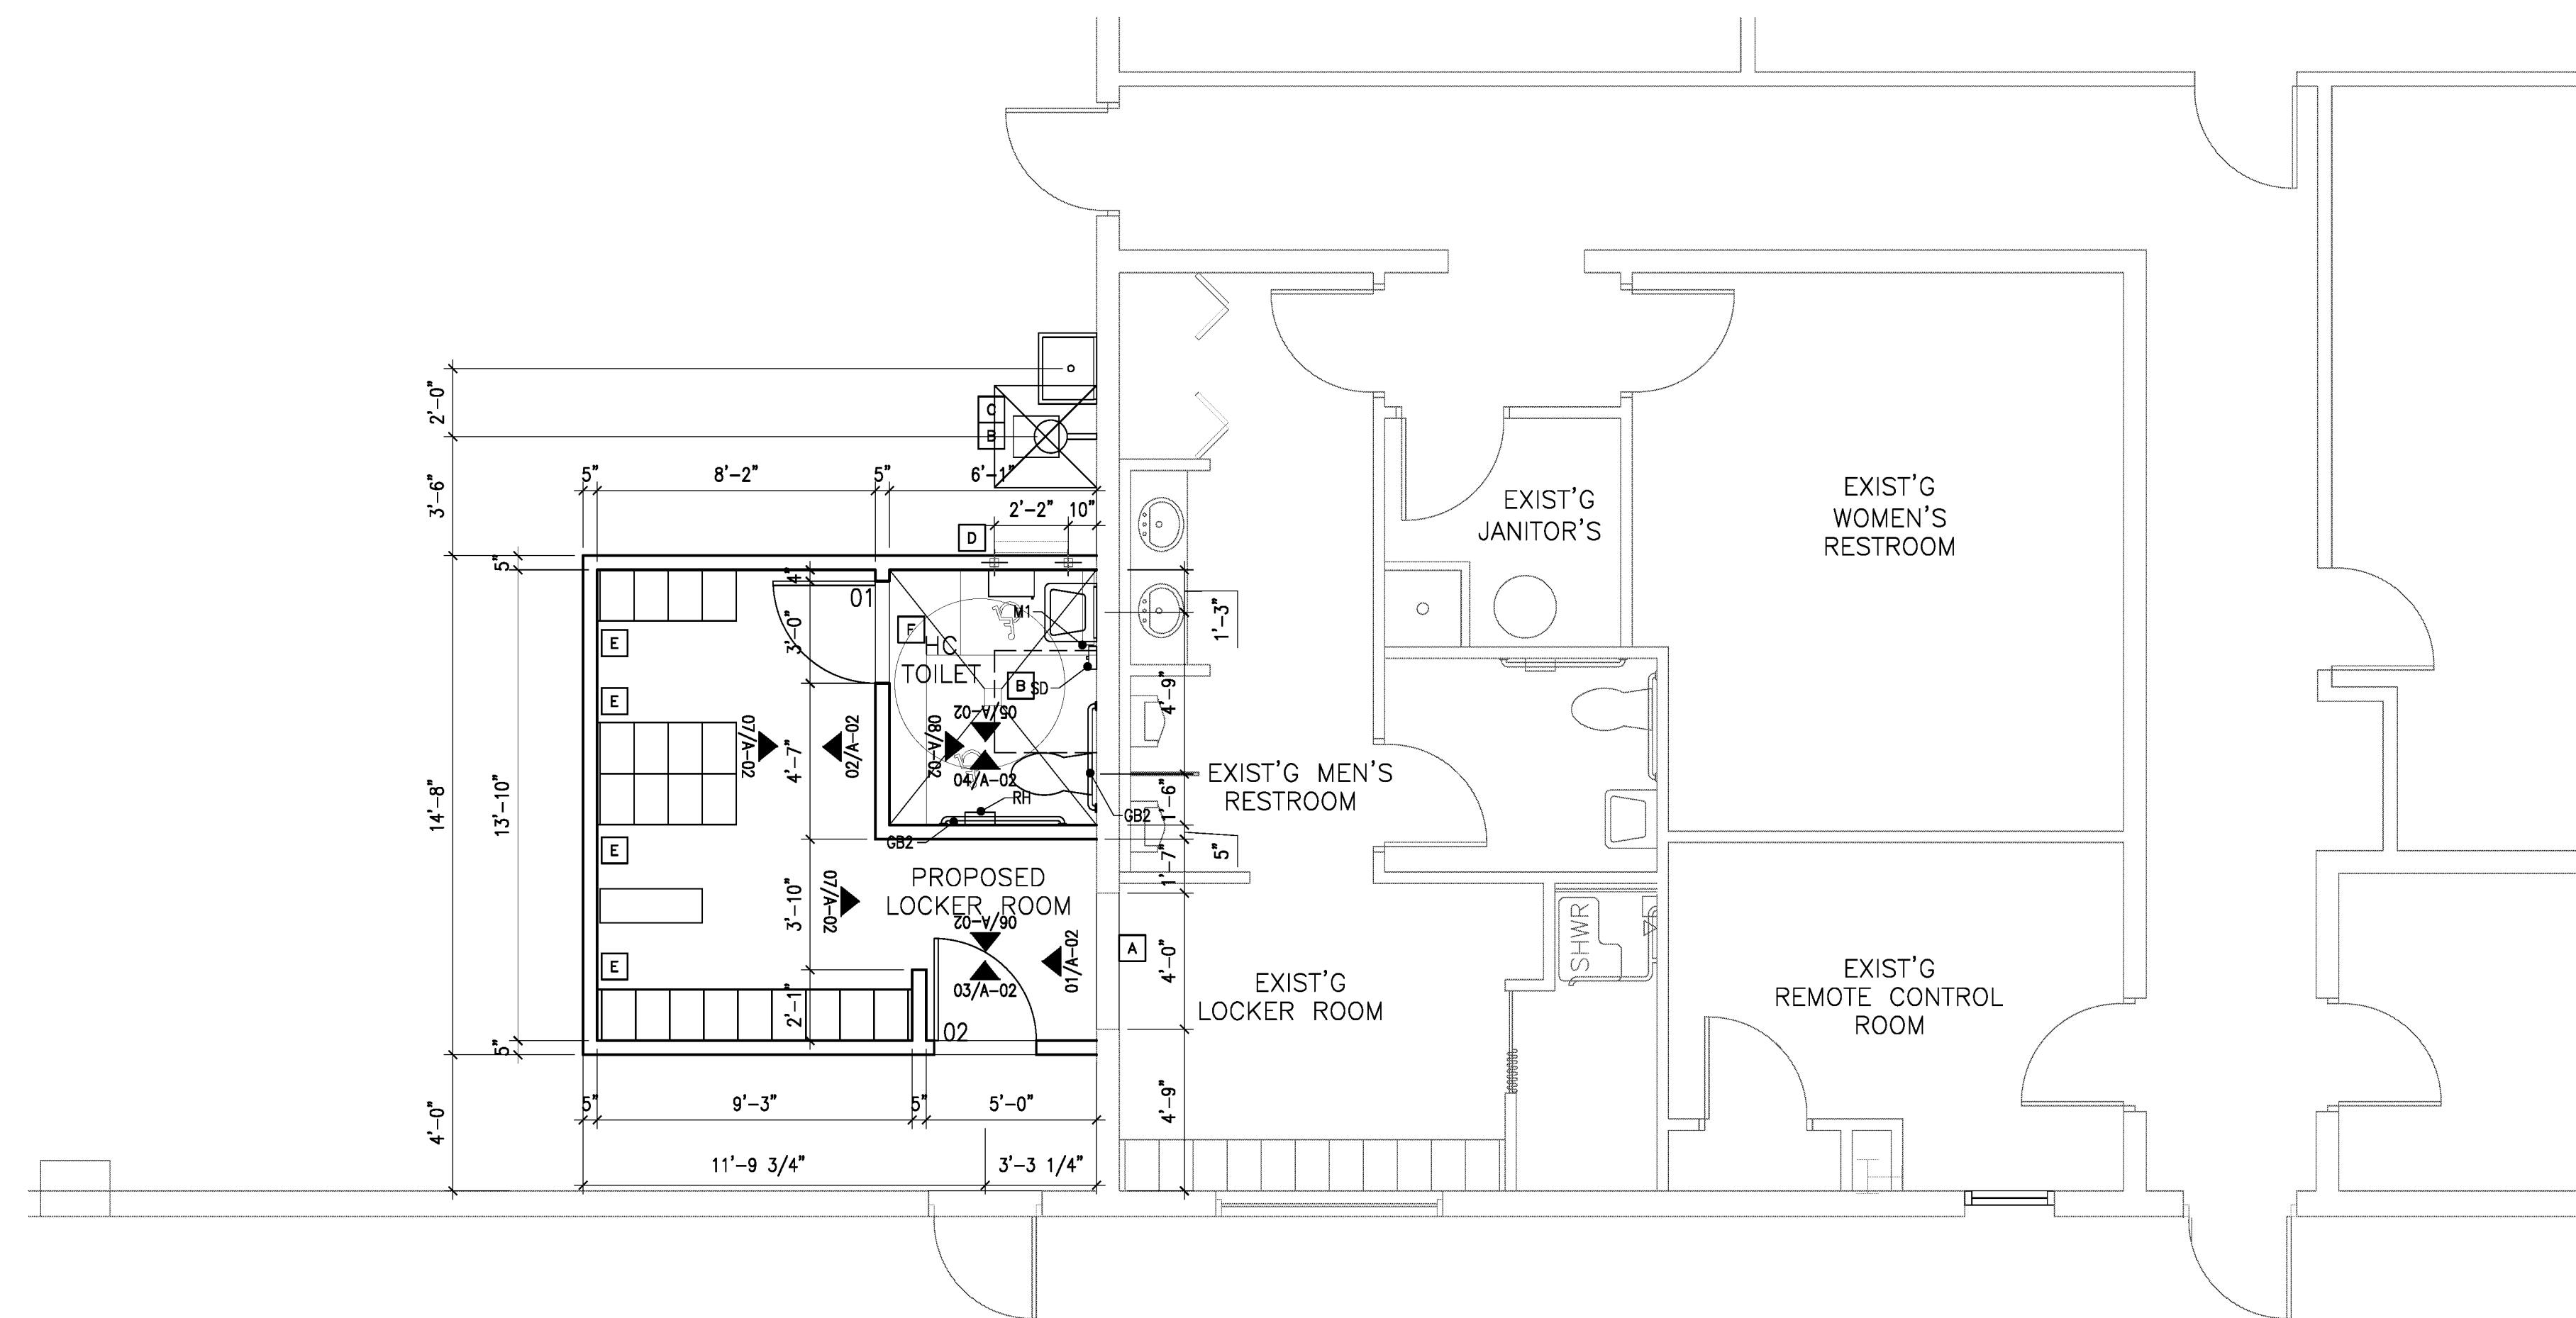 2'-0"
C
B
3'-6"
5"
8'-2"
5"
6'-1"
2'-2"
10"
D
5"
4"
01
M1
1'-3"
E
3'-0"
F
HC
TOILET
B
SD
4'-9"
E
05/A-02
07/A-02
4'-7"
02/A-02
08/A-02
04/A-02
RH
14'-8"
13'-10"
GB2
GB2
1'-6"
5"
E
1'-7"
PROPOSED
LOCKER ROOM
3'-10"
07/A-02
06/A-02
A
01/A-02
4'-0"
E
03/A-02
2'-1"
02
5"
5"
9'-3"
5"
5'-0"
4'-9"
4'-0"
11'-9 3/4"
3'-3 1/4"
EXIST'G
JANITOR'S
EXIST'G
WOMEN'S
RESTROOM
EXIST'G MEN'S
RESTROOM
SHWR
EXIST'G
LOCKER ROOM
EXIST'G
REMOTE CONTROL
ROOM